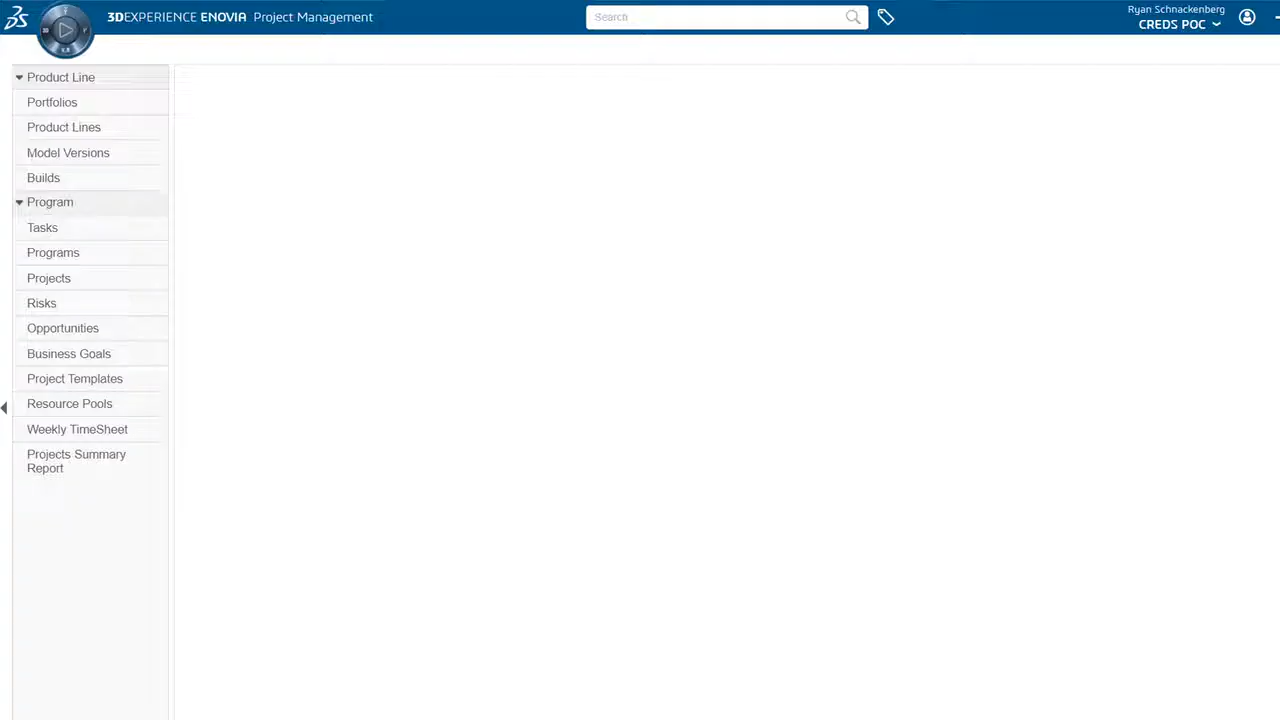 3DEXPERIENCE ENOVIA Project Management
Search
Ryan Schnackenberg
CREDS POC
Product Line
Portfolios
Product Lines
Model Versions
Builds
Program
Tasks
Programs
Projects
Risks
Opportunities
Business Goals
Project Templates
Resource Pools
Weekly TimeSheet
Projects Summary
Report